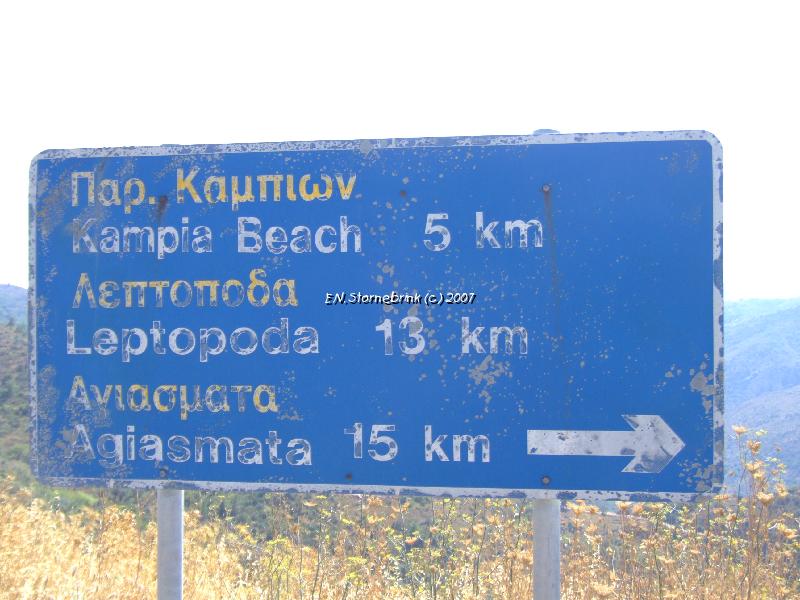 Παρ. Καμπιων
Kampia Beach 5 km
Λεπτοποδα
E.N.Stornebrink (c) 2007
Leptopoda 13 km
Αγιασματα
Agiasmata 15 km